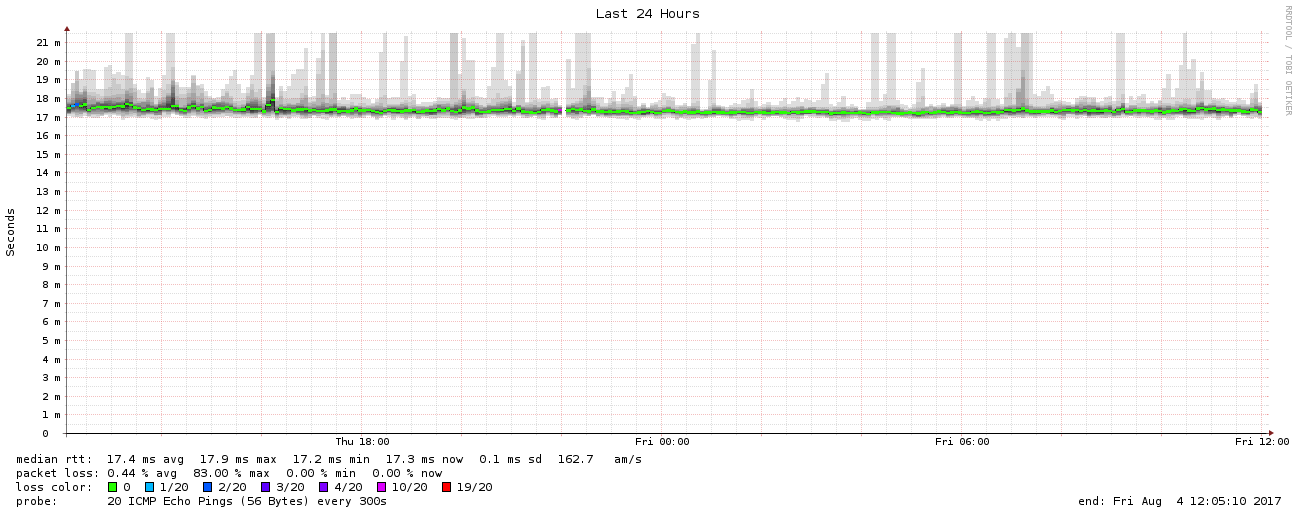 Last 24 Hours
RRDTOOL / TOBI OETIKER
Seconds
21 m
20 m
19 m
18 m
17 m
16 m
15 m
14 m
13 m
12 m
11 m
10 m
9 m
8 m
7 m
6 m
5 m
4 m
3 m
2 m
1 m
0
Thu 18:00 Fri 00:00 Fri 06:00 Fri 12:00
median rtt: 17.4 ms avg 17.9 ms max 17.2 ms min 17.3 ms now 0.1 ms sd 162.7 am/s
packet loss: 0.44 % avg 83.00 % max 0.00 % min 0.00 % now
loss color: 0 1/20 2/20 3/20 4/20 10/20 19/20
probe: 20 ICMP Echo Pings (56 Bytes) every 300s end: Fri Aug 4 12:05:10 2017